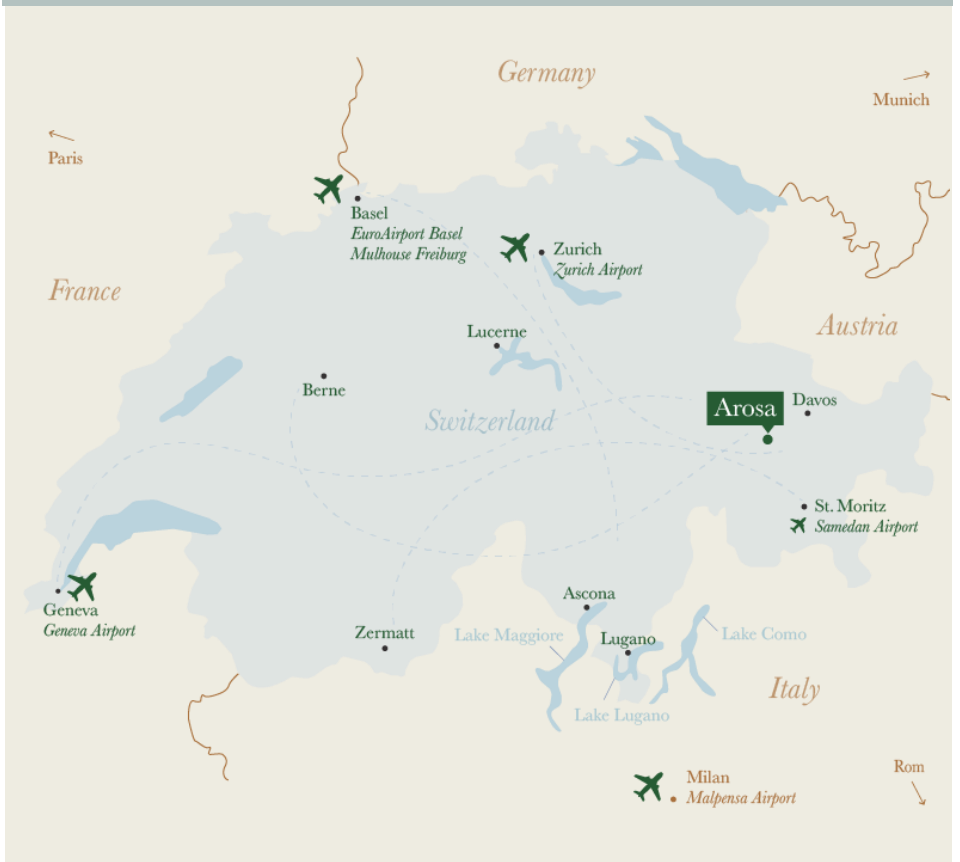 Germany
Munich
Paris
Basel
EuroAirport Basel
Mulhouse Freiburg
Zurich
Zurich Airport
France
Austria
Lucerne
Berne
Switzerland
Arosa
Davos
St. Moritz
Samedan Airport
Geneva
Geneva Airport
Ascona
Zermatt
Lake Maggiore
Lugano
Lake Como
Italy
Lake Lugano
Rom
Milan
Malpensa Airport